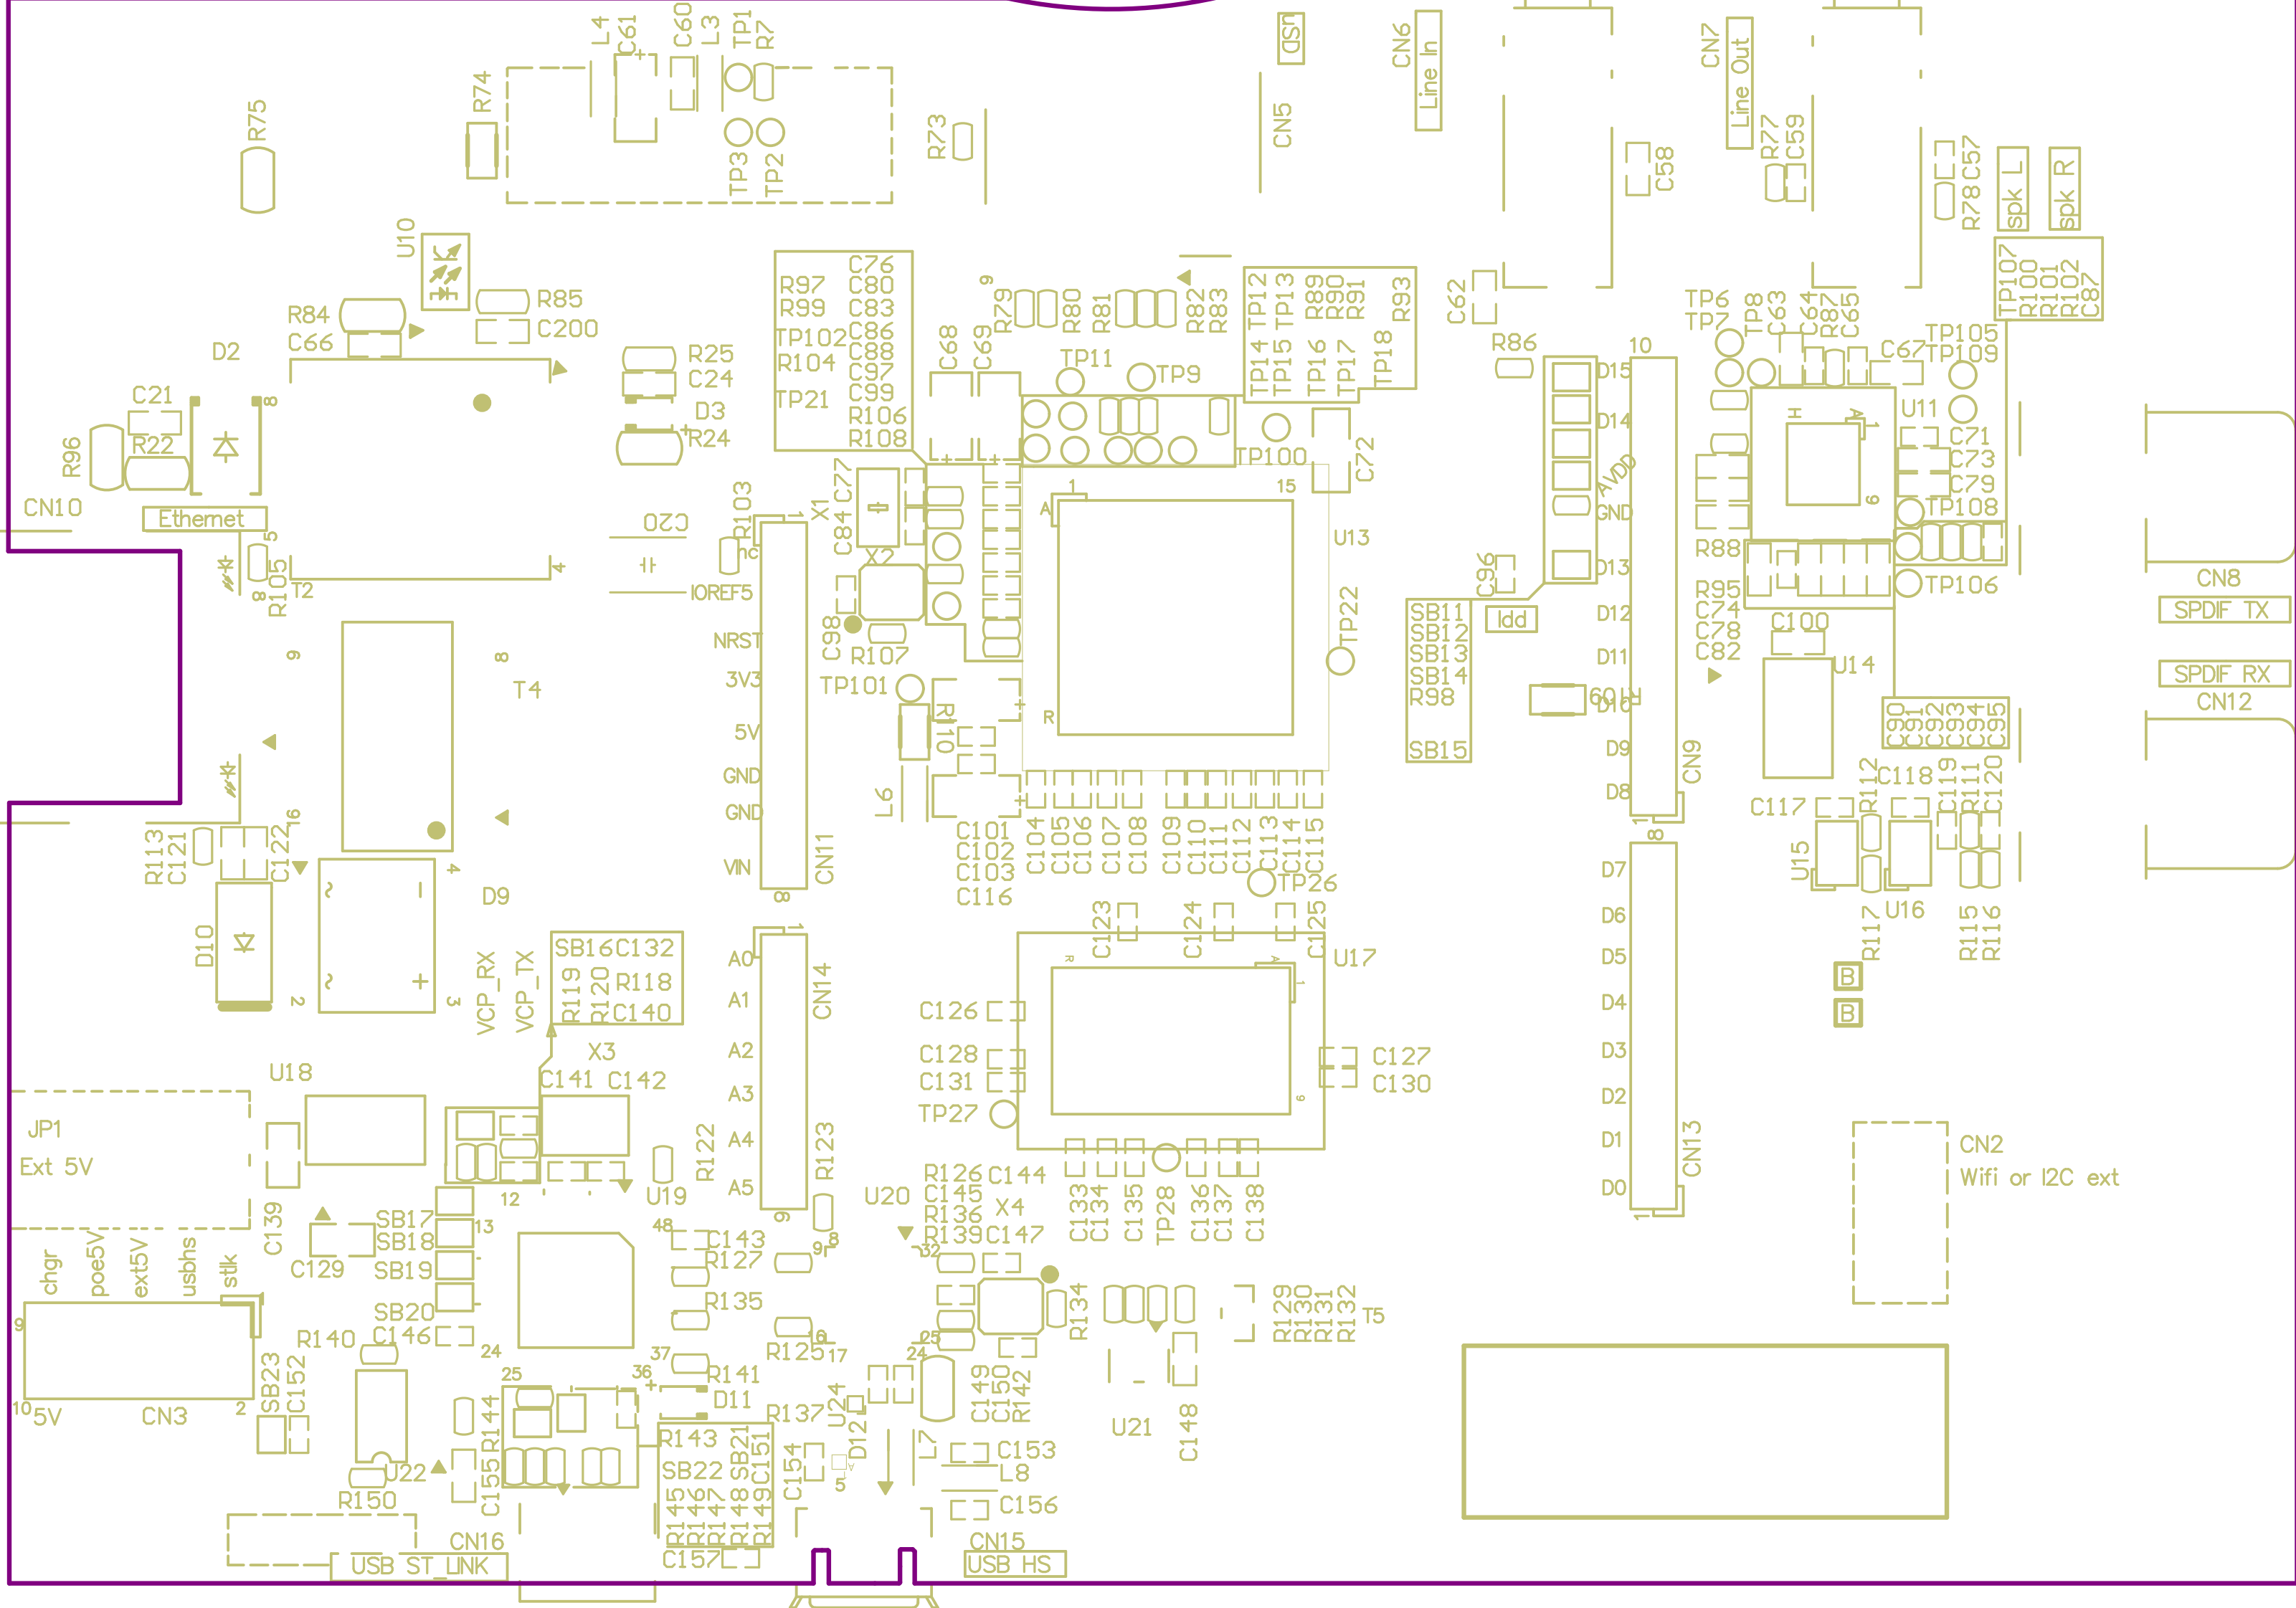 L4
C61
C60
L3
TP1
R7
uSD
CN6
Line In
CN7
Line Out
R74
R75
TP3
TP2
R73
CN5
C58
R77
C59
C57
R78
spk L
spk R
U10
K
R85
C200
R84
C66
D2
C21
R22
R96
CN10
Ethernet
R105
T2
R25
C24
D3
R24
R97
R99
TP102
R104
TP21
C76
C80
C83
C86
C88
C97
C99
R106
R108
C68
C69
R79
R80
R81
R82
R83
TP12
TP13
R89
R90
R91
R93
TP14
TP15
TP16
TP17
TP18
TP11
TP9
TP100
C72
C62
R86
TP6
TP7
TP8
C63
C64
R87
C65
C67
TP105
TP109
TP107
R100
R101
R102
C87
U11
C71
C73
C79
TP108
TP106
R88
R95
C74
C78
C82
C100
U14
C20
R103
nc
IOREF5
NRST
3V3
5V
GND
GND
VIN
X1
C84
C77
X2
C98
R107
TP101
R110
L6
U13
TP22
A
1
15
R
C96
Ipd
SB11
SB12
SB13
SB14
R98
SB15
R109
10
D15
D14
AVDD
GND
D13
D12
D11
D10
D9
D8
CN9
CN8
SPDIF TX
SPDIF RX
CN12
C90
C91
C92
C93
C94
C95
T4
D9
D10
R113
C121
C122
C101
C102
C103
C116
C104
C105
C106
C107
C108
C109
C110
C111
C112
C113
C114
C115
TP26
CN11
C117
C118
R112
C119
R111
C120
U15
U16
R117
R115
R116
D7
D6
D5
D4
D3
D2
D1
D0
CN13
B
B
VCP_RX
VCP_TX
SB16
C132
R119
R120
R118
C140
X3
C141
C142
A0
A1
A2
A3
A4
A5
CN14
C123
C124
C125
U17
C126
C128
C131
C127
C130
TP27
U18
JP1
Ext 5V
C139
C129
R122
R123
U19
U20
R126
C145
R136
R139
C144
X4
C147
C133
C134
C135
TP28
C136
C137
C138
CN2
Wifi or I2C ext
chgr
poe5V
ext5V
usbhs
stlk
SB17
SB18
SB19
SB20
C146
R140
C143
R127
R135
R141
R125
R134
R129
R130
R131
R132
T5
CN3
5V
SB23
C152
12
13
24
25
36
37
48
D11
R137
R143
R144
C155
U22
R150
SB22
SB21
C151
R145
R146
R147
R148
R149
C154
U24
D12
L7
L8
C149
C150
R142
C153
C156
U21
C148
CN16
USB ST_LINK
C157
CN15
USB HS